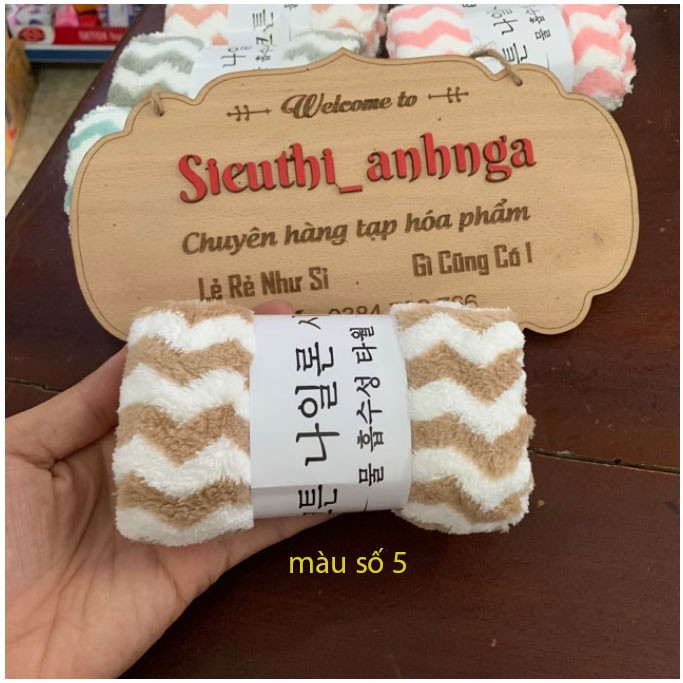 Welcome to
Sieuthi_anhnga
Chuyên hàng tạp hóa phẩm
Lẻ Rẻ Như Sỉ
Gì Cũng Có !
나일론
물 흡수성 타월
màu số 5